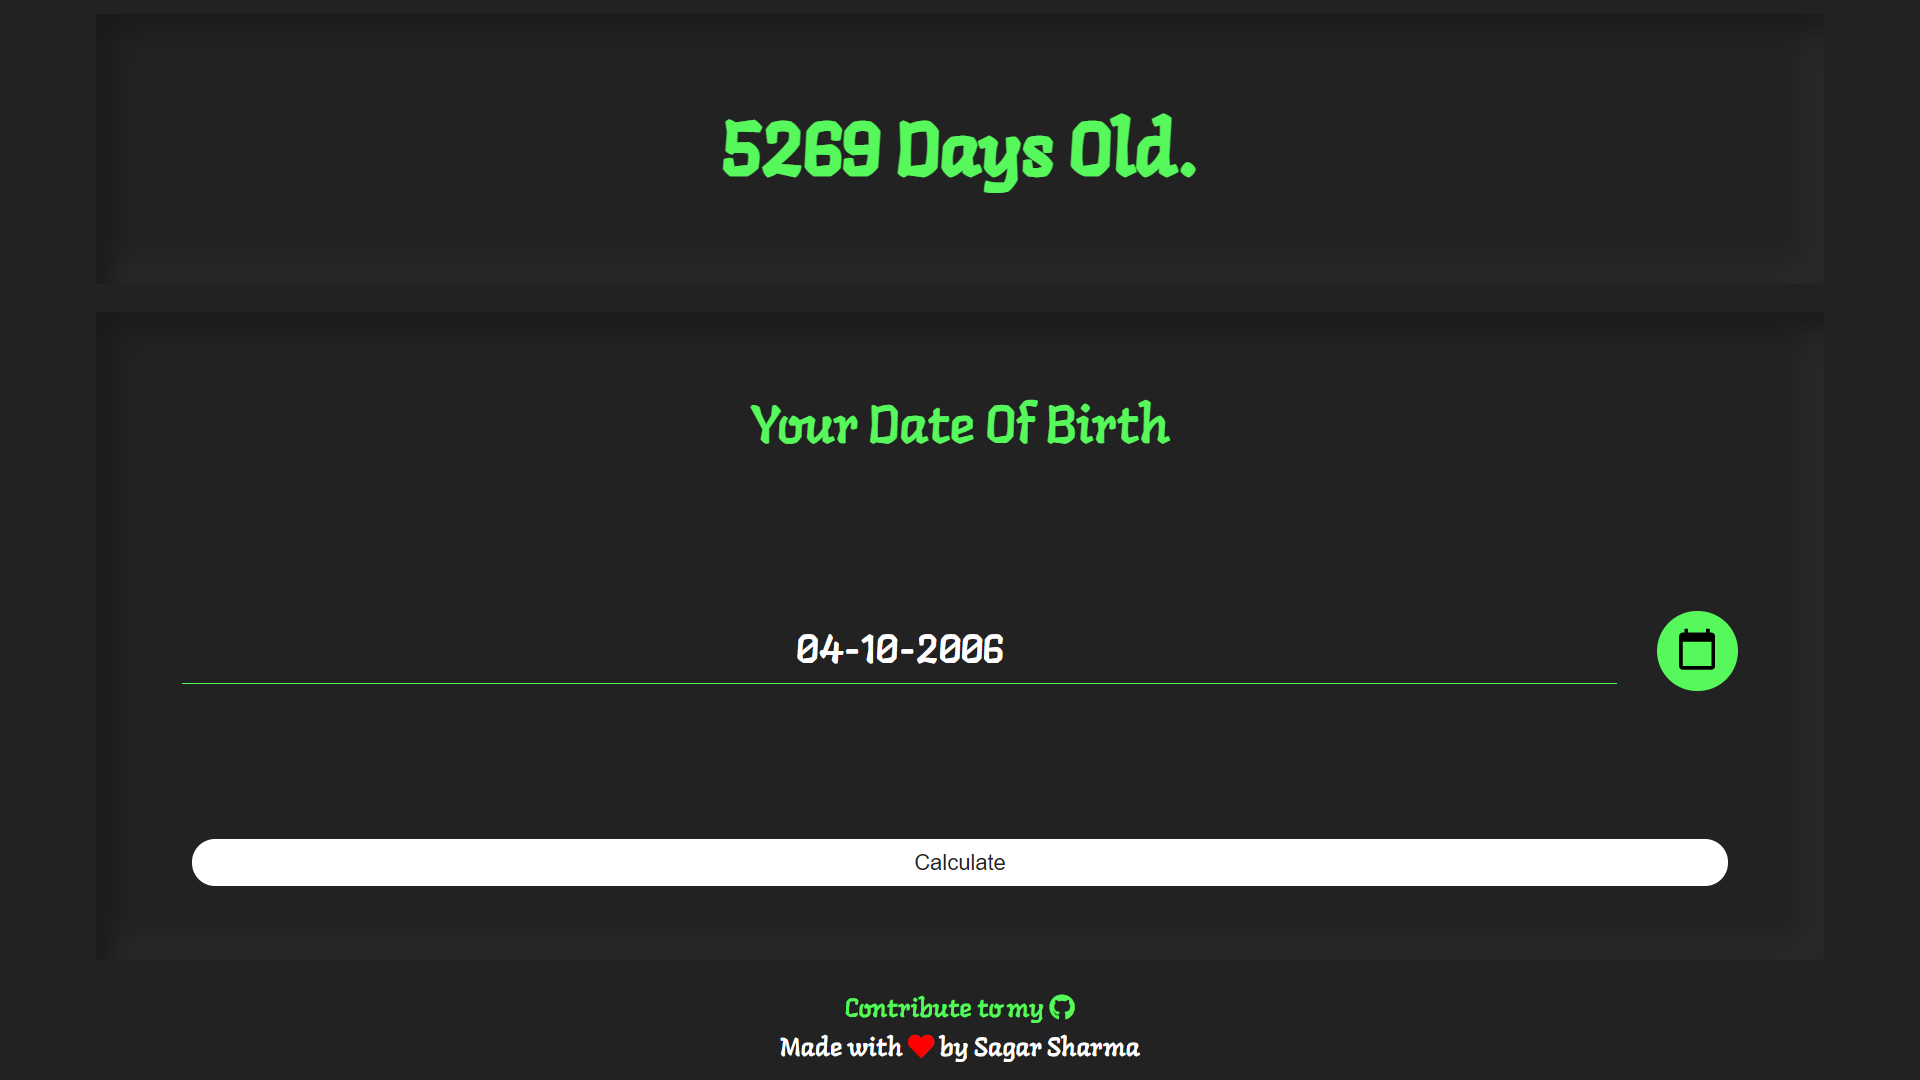 5269 Days Old.
Your Date Of Birth
04-10-2006
Calculate
Contribute to my
Made with by Sagar Sharma